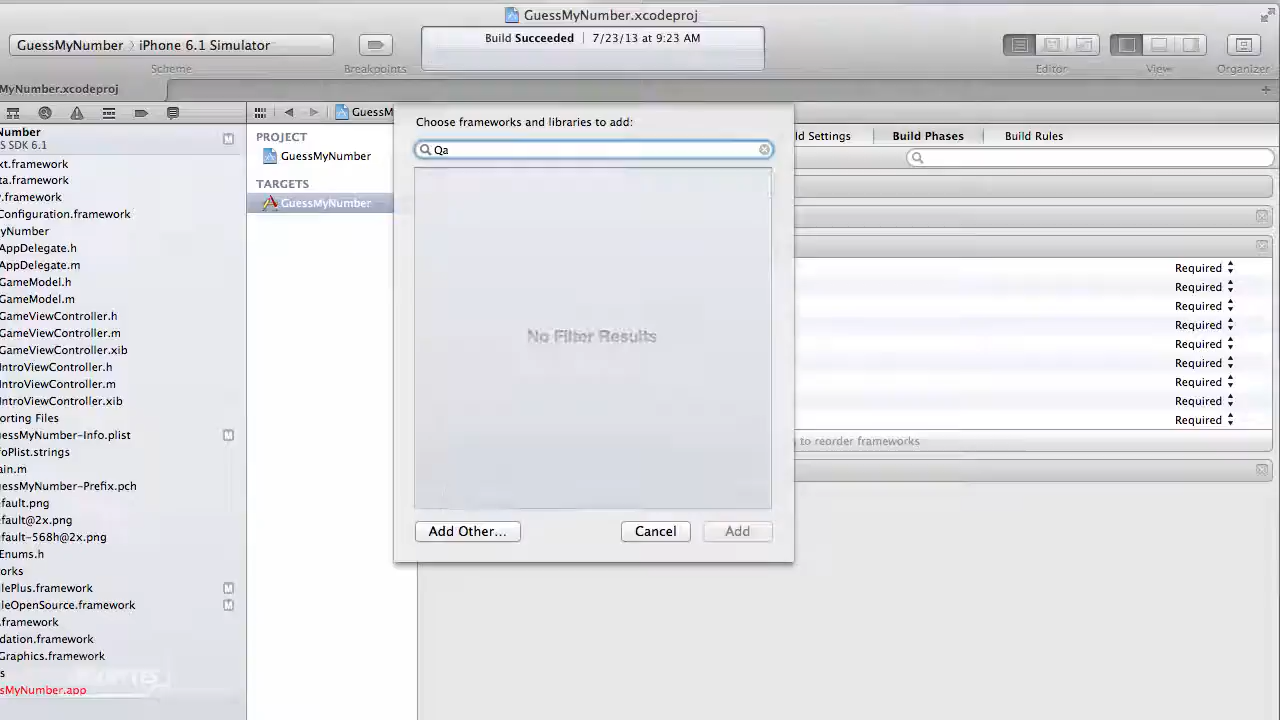 GuessMyNumber.xcodeproj
GuessMyNumber › iPhone 6.1 Simulator
Build Succeeded | 7/23/13 at 9:23 AM
Scheme
Breakpoints
Editor
View
Organizer
MyNumber.xcodeproj
Number
S SDK 6.1
xt.framework
ta.framework
y.framework
Configuration.framework
yNumber
AppDelegate.h
AppDelegate.m
GameModel.h
GameModel.m
GameViewController.h
GameViewController.m
GameViewController.xib
IntroViewController.h
IntroViewController.m
IntroViewController.xib
orting Files
essMyNumber-Info.plist
foPlist.strings
ain.m
essMyNumber-Prefix.pch
efault.png
efault@2x.png
efault-568h@2x.png
Enums.h
orks
lePlus.framework
leOpenSource.framework
.framework
dation.framework
Graphics.framework
s
sMyNumber.app
M
M
M
M
GuessM
PROJECT
GuessMyNumber
TARGETS
GuessMyNumber
Choose frameworks and libraries to add:
Qa
No Filter Results
Add Other...
Cancel
Add
ld Settings
Build Phases
Build Rules
Required
Required
Required
Required
Required
Required
Required
Required
Required
to reorder frameworks